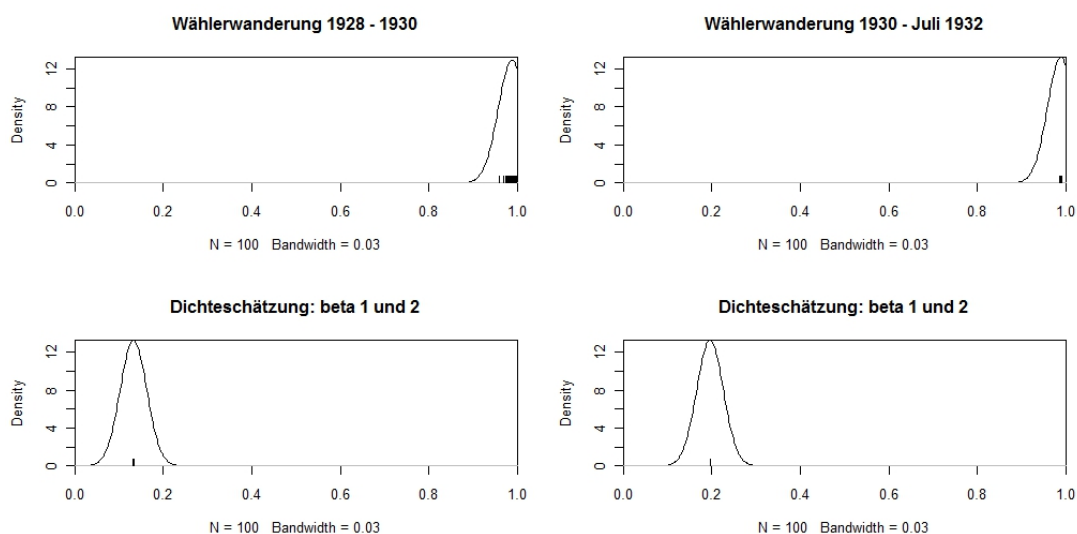 Wählerwanderung 1928 - 1930
Density
0 4 8 12
0.0 0.2 0.4 0.6 0.8 1.0
N = 100 Bandwidth = 0.03
Wählerwanderung 1930 - Juli 1932
Density
0 4 8 12
0.0 0.2 0.4 0.6 0.8 1.0
N = 100 Bandwidth = 0.03
Dichteschätzung: beta 1 und 2
Density
0 4 8 12
0.0 0.2 0.4 0.6 0.8 1.0
N = 100 Bandwidth = 0.03
Dichteschätzung: beta 1 und 2
Density
0 4 8 12
0.0 0.2 0.4 0.6 0.8 1.0
N = 100 Bandwidth = 0.03